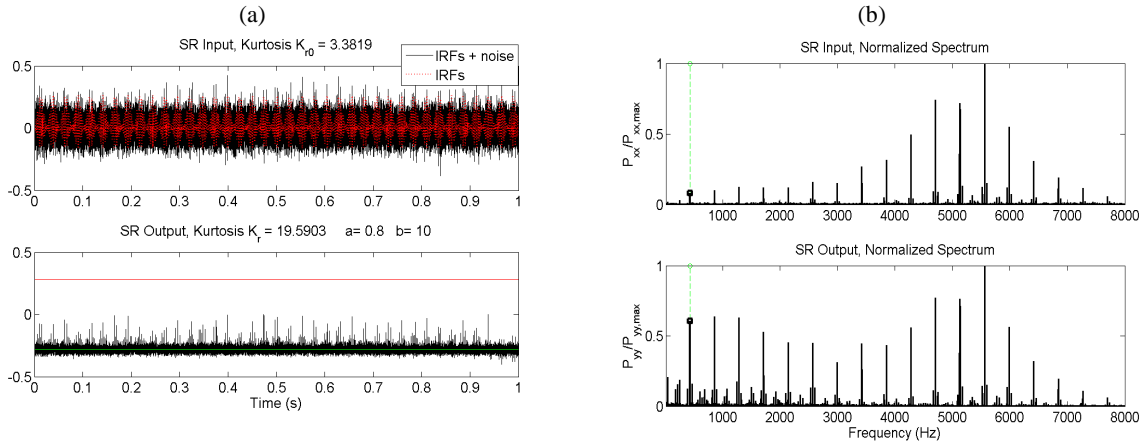 (a)
SR Input, Kurtosis K_r0 = 3.3819
IRFs + noise
IRFs
0.5
0
-0.5
0 0.1 0.2 0.3 0.4 0.5 0.6 0.7 0.8 0.9 1
SR Output, Kurtosis K_r = 19.5903 a= 0.8 b= 10
0.5
0
-0.5
0 0.1 0.2 0.3 0.4 0.5 0.6 0.7 0.8 0.9 1
Time (s)
(b)
SR Input, Normalized Spectrum
1
0.5
0
P_xx/P_xx,max
1000 2000 3000 4000 5000 6000 7000 8000
SR Output, Normalized Spectrum
1
0.5
0
P_yy/P_yy,max
1000 2000 3000 4000 5000 6000 7000 8000
Frequency (Hz)